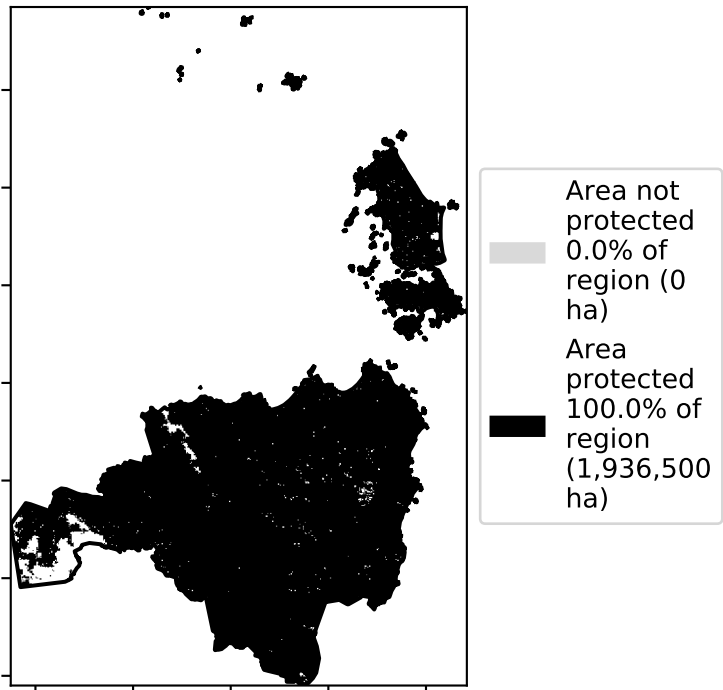 Area not
protected
0.0% of
region (0
ha)
Area
protected
100.0% of
region
(1,936,500
ha)